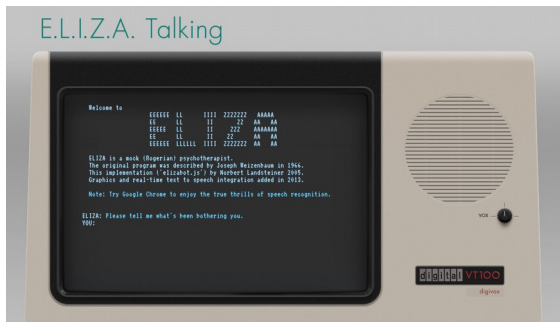 E.L.I.Z.A. Talking
Welcome to
EEEEEE LL IIII ZZZZZZZ AAAAA
EE LL II ZZ AA AA
EEEEE LL II ZZZ AAAAAAA
EE LL II ZZ AA AA
EEEEEE LLLLLL IIII ZZZZZZZ AA AA
ELIZA is a mock (Rogerian) psychotherapist.
The original program was described by Joseph Weizenbaum in 1966.
This implementation ('elizabot.js') by Norbert Landsteiner 2005.
Graphics and real-time text to speech integration added in 2013.
Note: Try Google Chrome to enjoy the true thrills of speech recognition.
ELIZA: Please tell me what's been bothering you.
YOU:
VOX
digital VT100
digivox